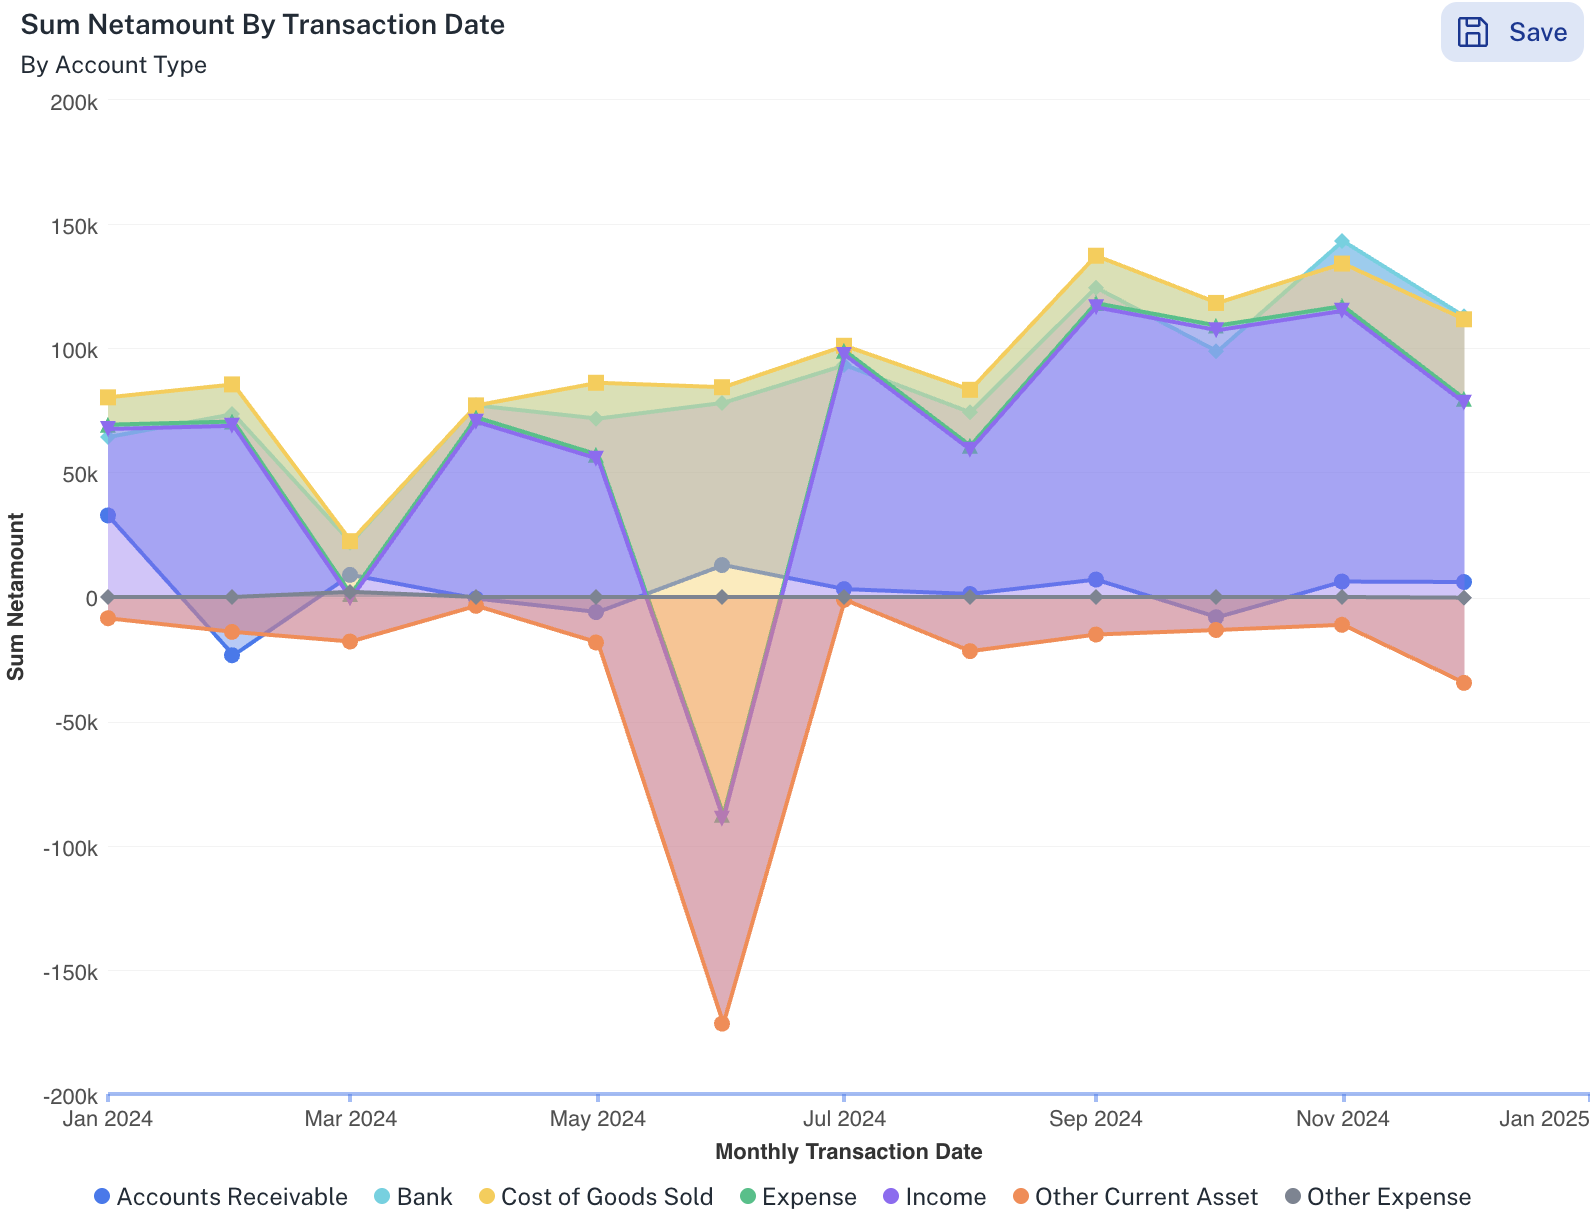 Sum Netamount By Transaction Date
Save
By Account Type
200k
150k
100k
50k
0
-50k
-100k
-150k
-200k
Sum Netamount
Jan 2024 Mar 2024 May 2024 Jul 2024 Sep 2024 Nov 2024 Jan 2025
Monthly Transaction Date
Accounts Receivable Bank Cost of Goods Sold Expense Income Other Current Asset Other Expense